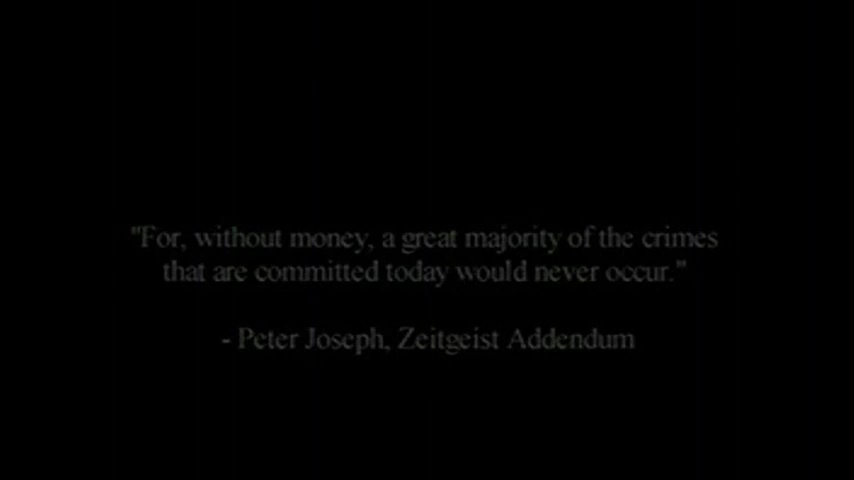 "For, without money, a great majority of the crimes
that are committed today would never occur."
- Peter Joseph, Zeitgeist Addendum